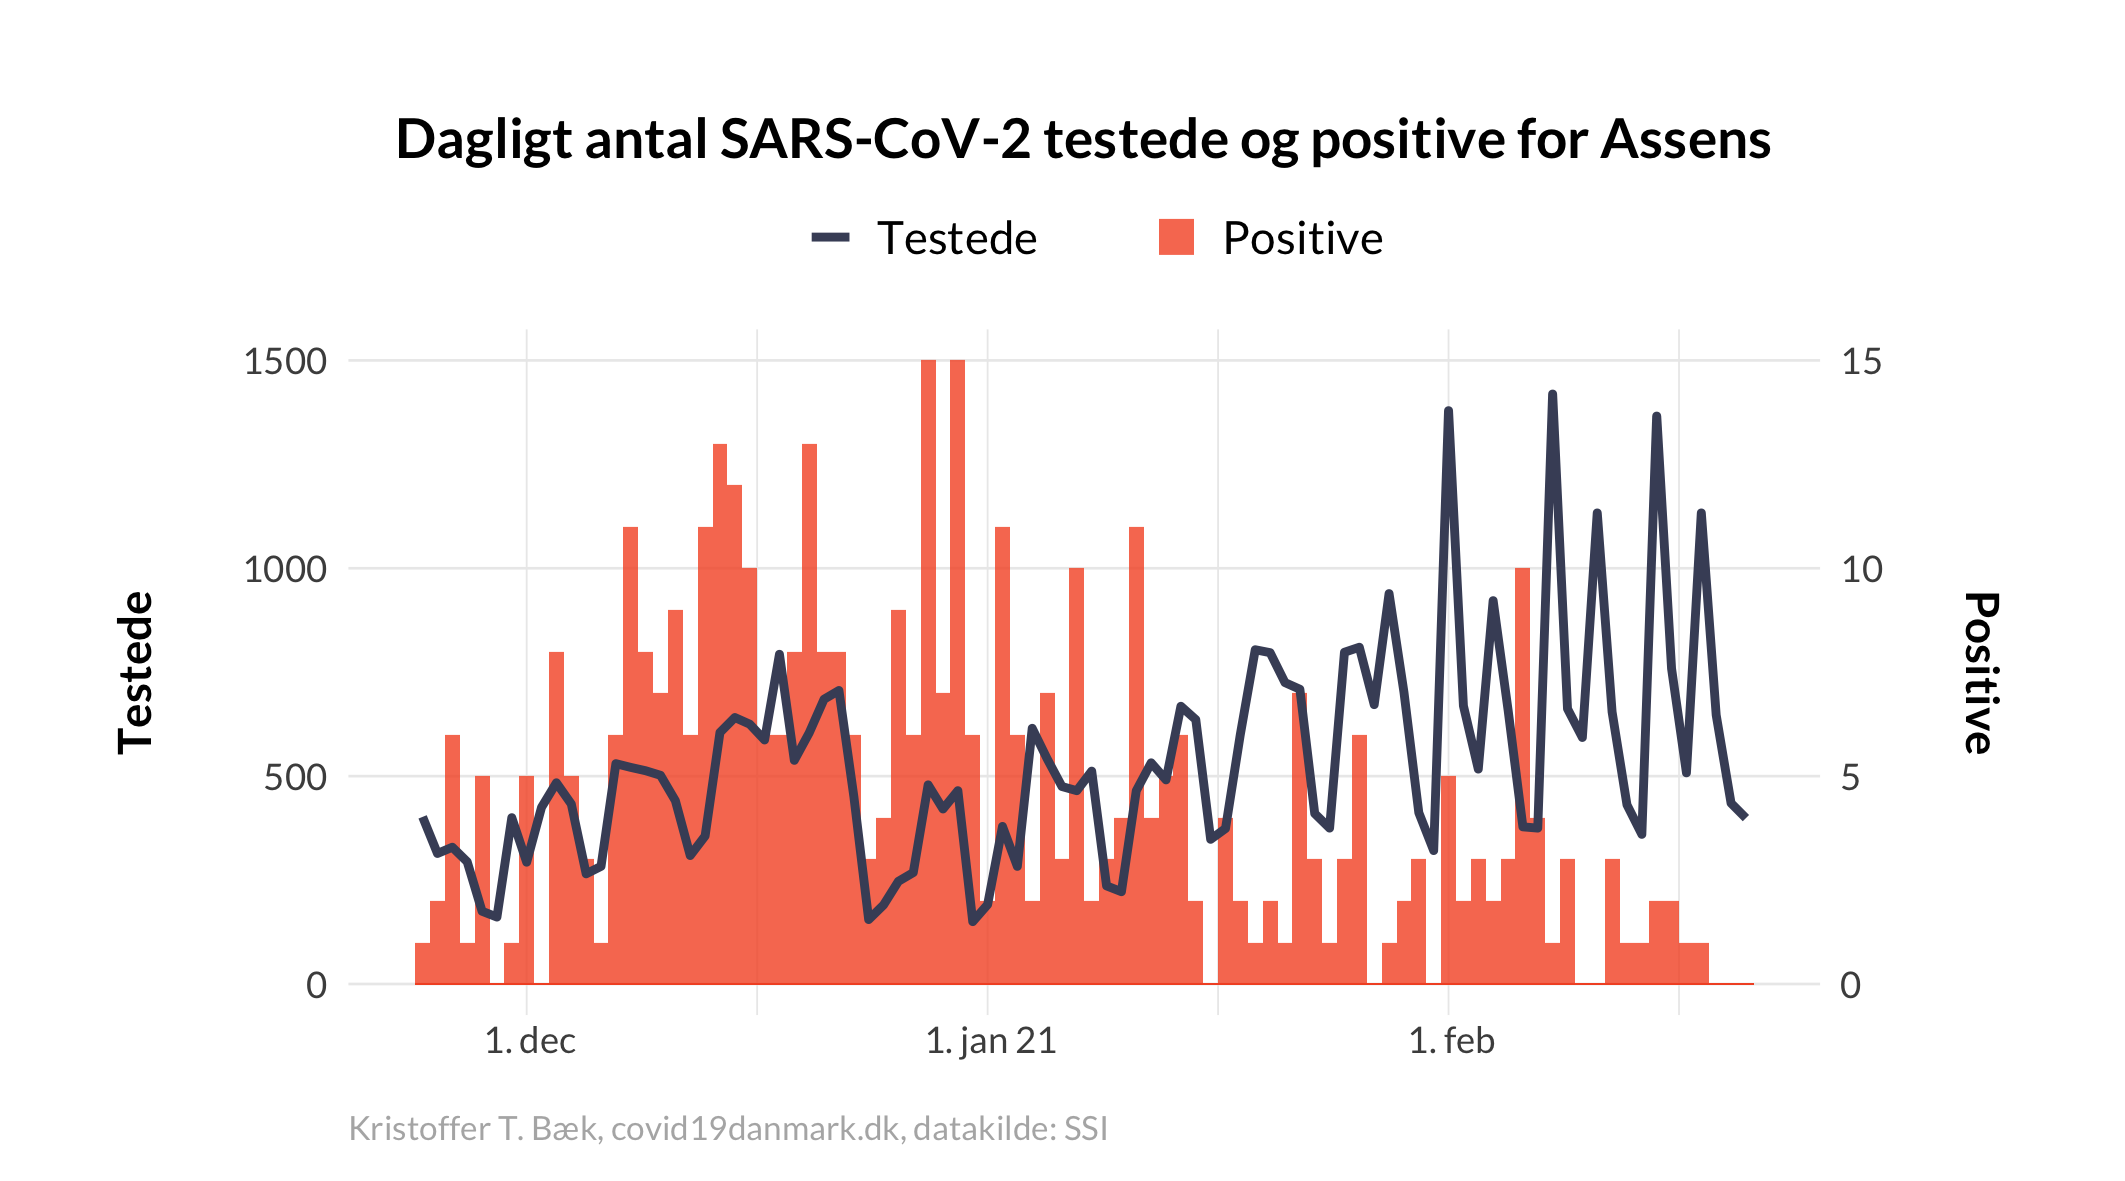 Dagligt antal SARS-CoV-2 testede og positive for Assens
Testede
Positive
1500
1000
500
0
Testede
15
10
5
0
Positive
1. dec
1. jan 21
1. feb
Kristoffer T. Bæk, covid19danmark.dk, datakilde: SSI